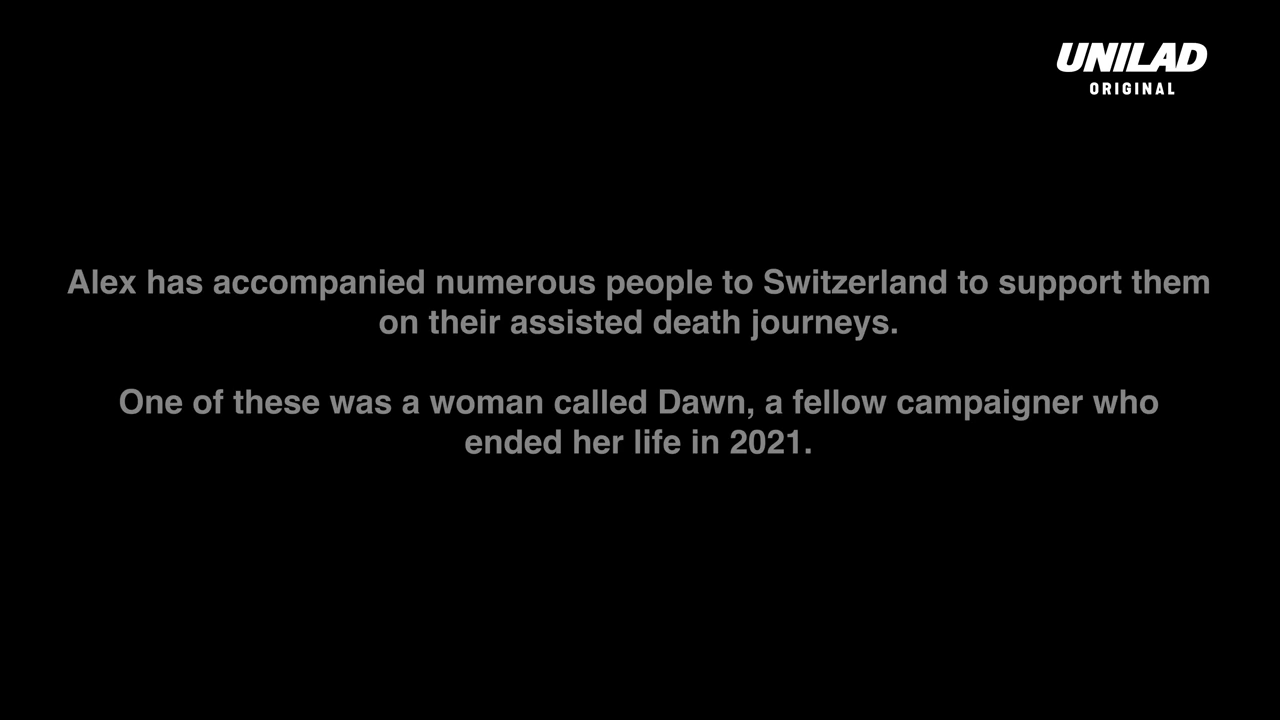 UNILAD
ORIGINAL
Alex has accompanied numerous people to Switzerland to support them
on their assisted death journeys.
One of these was a woman called Dawn, a fellow campaigner who
ended her life in 2021.